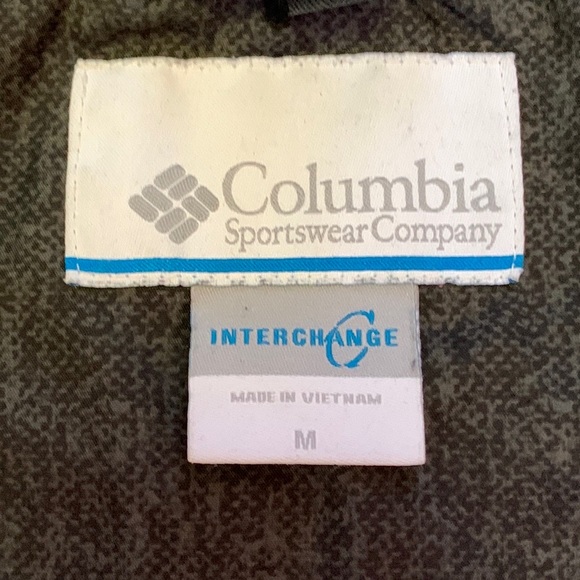 Columbia
Sportswear Company
INTERCHANGE
MADE IN VIETNAM
M